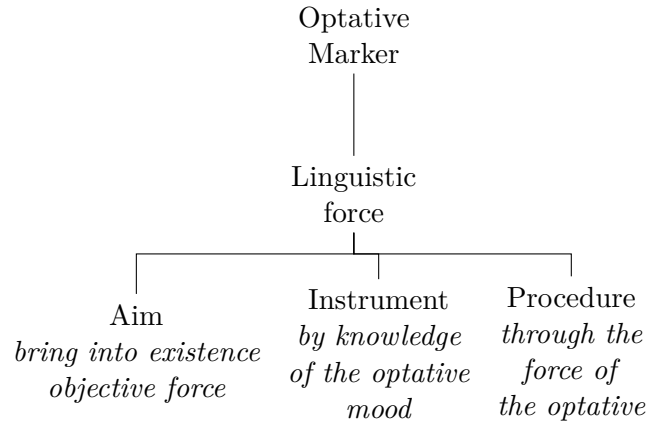 Optative
Marker
Linguistic
force
Aim
bring into existence
objective force
Instrument
by knowledge
of the optative
mood
Procedure
through the
force of
the optative